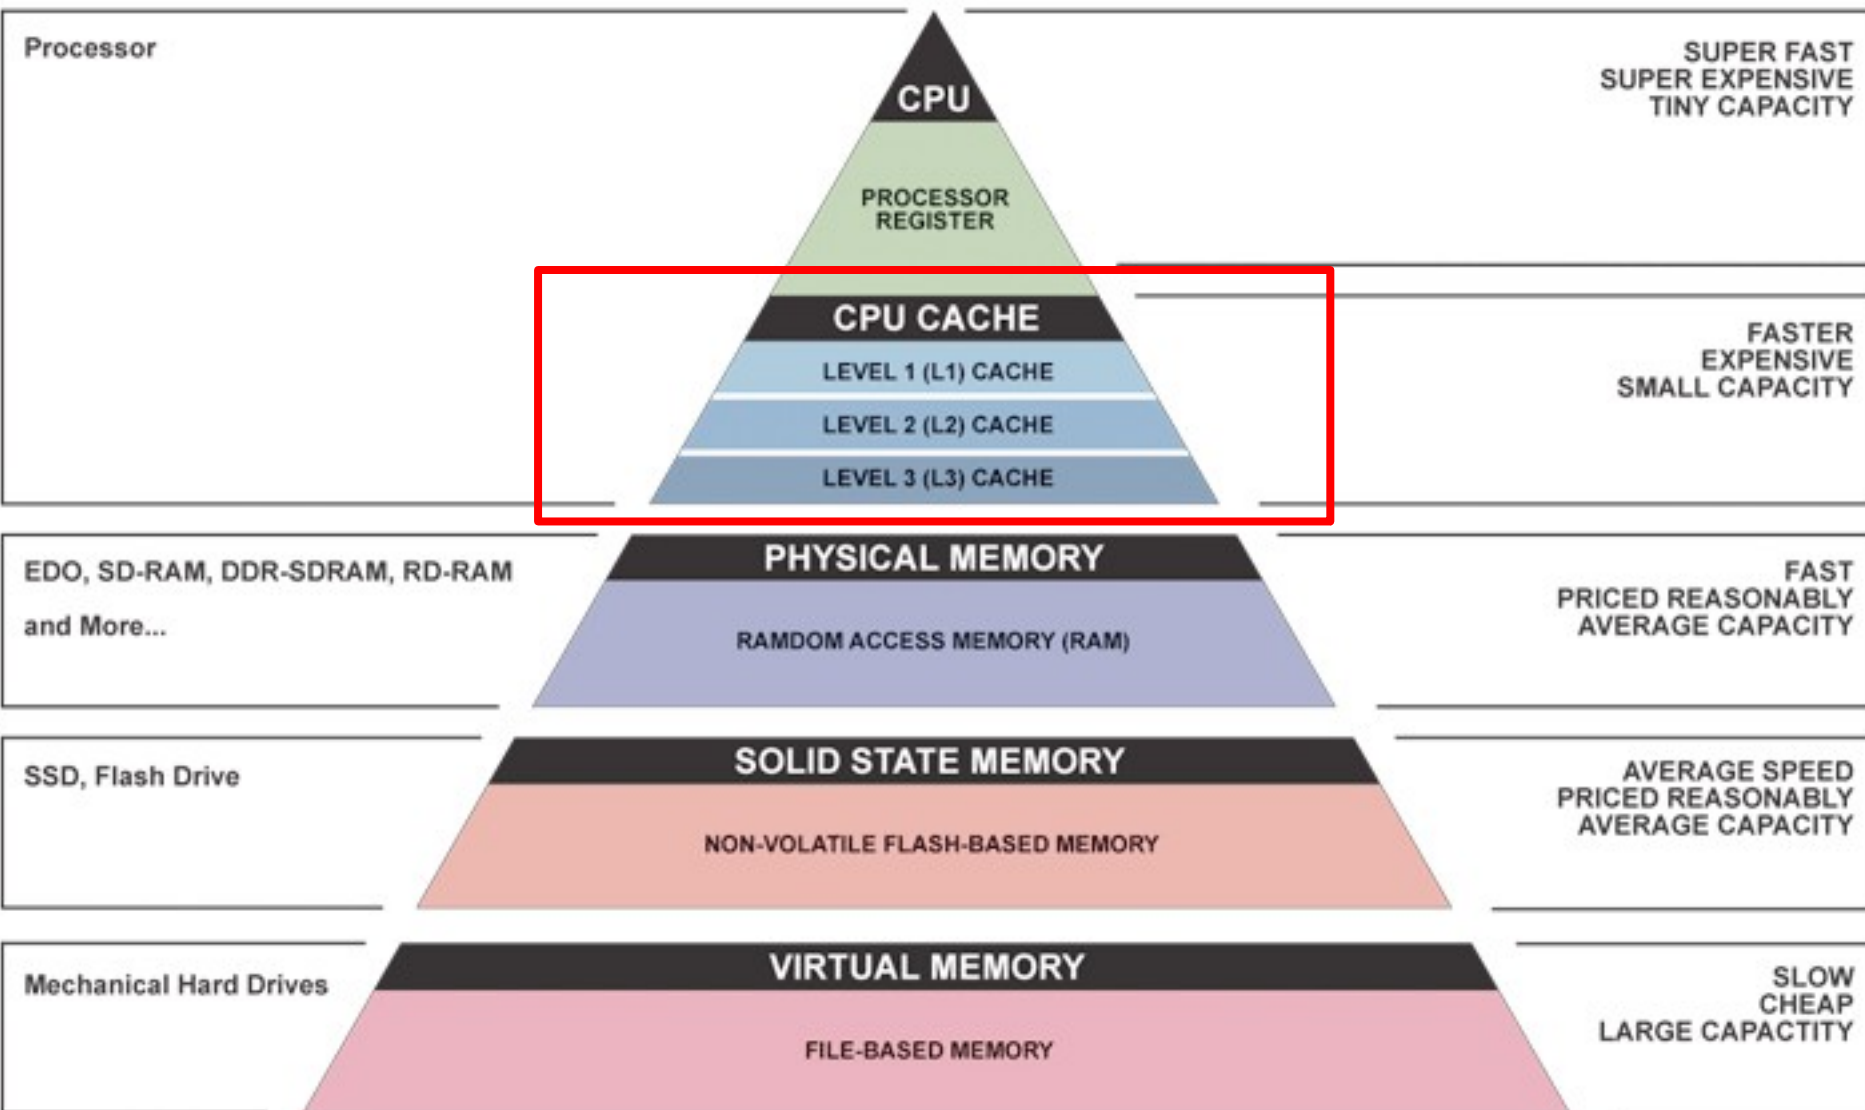 Processor
CPU
SUPER FAST
SUPER EXPENSIVE
TINY CAPACITY
PROCESSOR
REGISTER
CPU CACHE
LEVEL 1 (L1) CACHE
LEVEL 2 (L2) CACHE
LEVEL 3 (L3) CACHE
FASTER
EXPENSIVE
SMALL CAPACITY
EDO, SD-RAM, DDR-SDRAM, RD-RAM
and More...
PHYSICAL MEMORY
RAMDOM ACCESS MEMORY (RAM)
FAST
PRICED REASONABLY
AVERAGE CAPACITY
SSD, Flash Drive
SOLID STATE MEMORY
NON-VOLATILE FLASH-BASED MEMORY
AVERAGE SPEED
PRICED REASONABLY
AVERAGE CAPACITY
Mechanical Hard Drives
VIRTUAL MEMORY
FILE-BASED MEMORY
SLOW
CHEAP
LARGE CAPACTITY